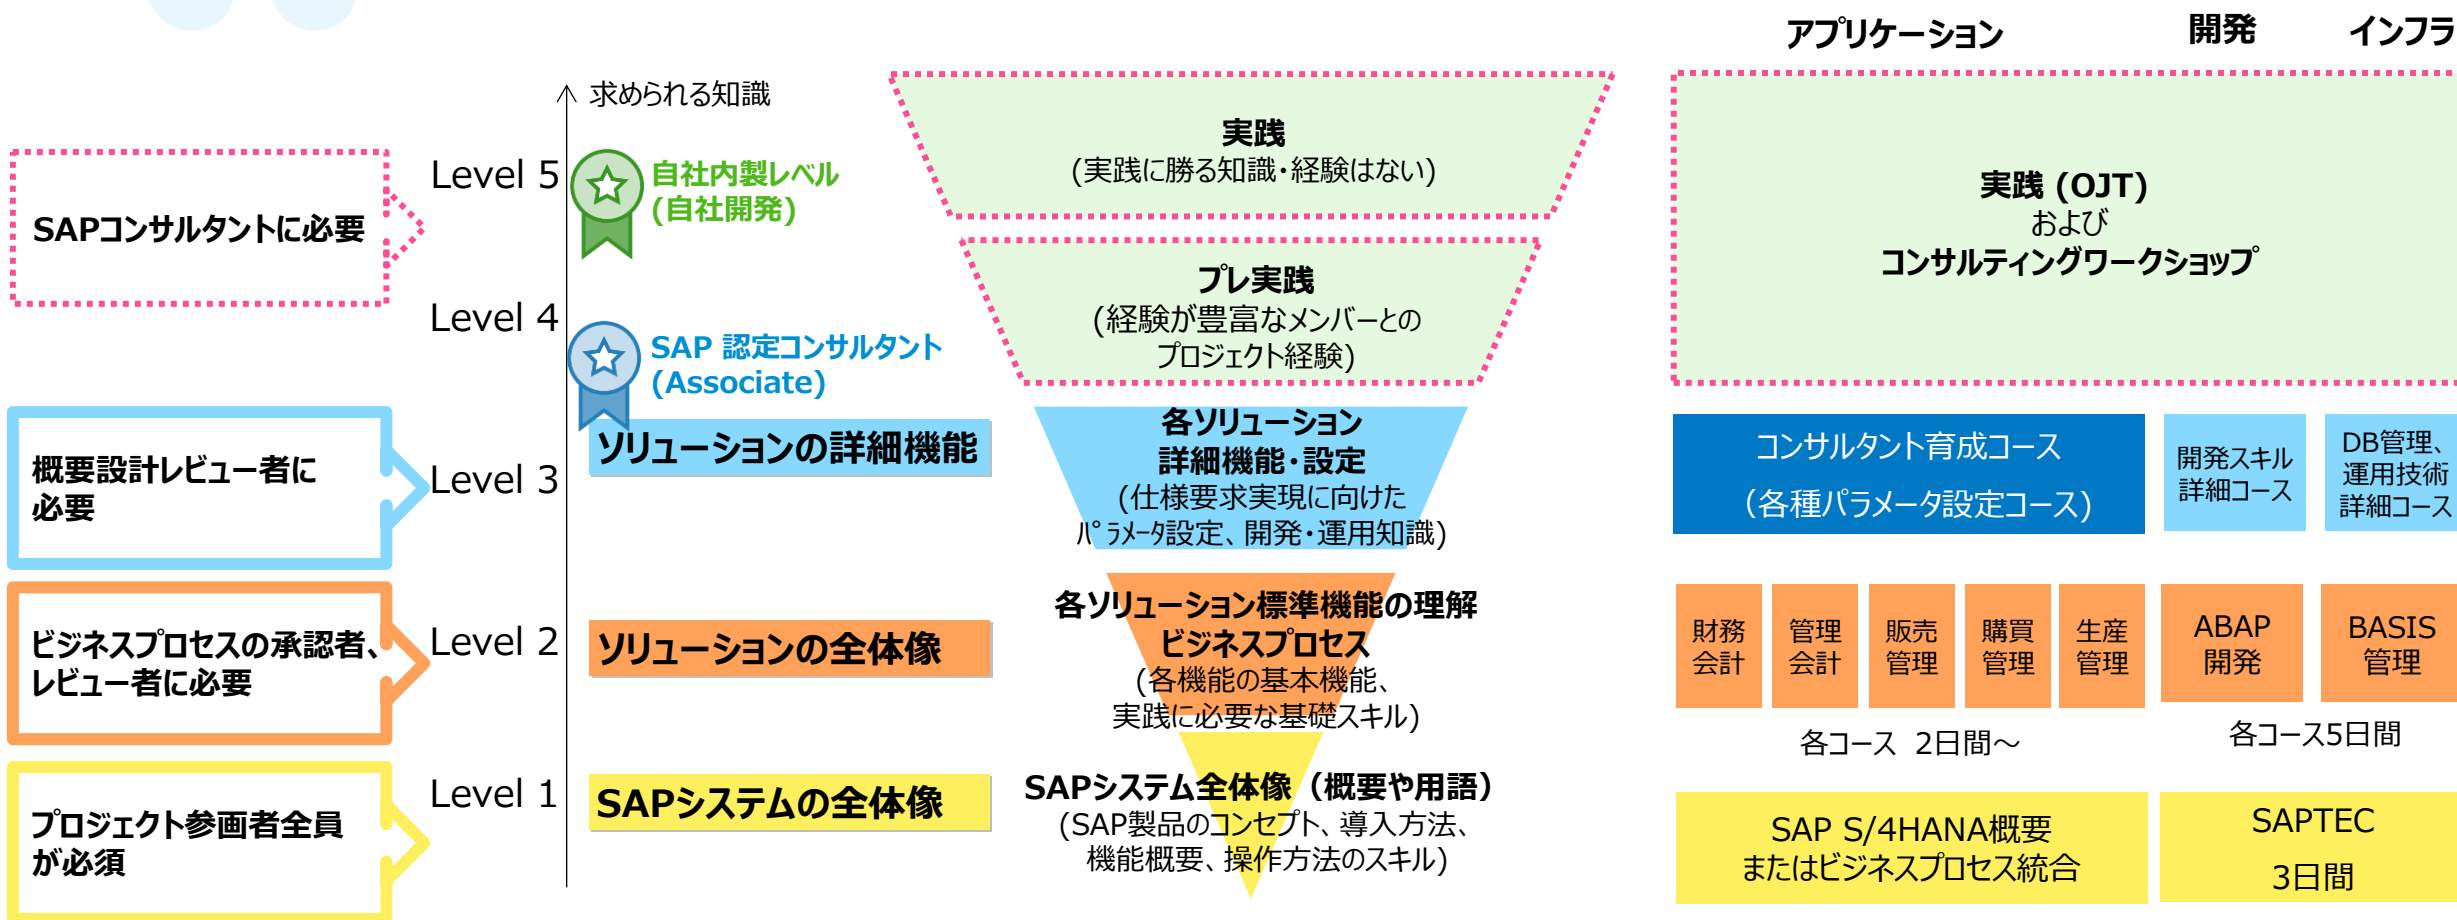 アプリケーション
開発
インフラ
求められる知識
SAPコンサルタントに必要
Level 5
自社内製レベル
(自社開発)
実践
(実践に勝る知識・経験はない)
実践 (OJT)
および
コンサルティングワークショップ
Level 4
SAP 認定コンサルタント
(Associate)
プレ実践
(経験が豊富なメンバーとの
プロジェクト経験)
概要設計レビュー者に
必要
Level 3
ソリューションの詳細機能
各ソリューション
詳細機能・設定
(仕様要求実現に向けた
パラメータ設定、開発・運用知識)
コンサルタント育成コース
（各種パラメータ設定コース)
開発スキル
詳細コース
DB管理、
運用技術
詳細コース
ビジネスプロセスの承認者、
レビュー者に必要
Level 2
ソリューションの全体像
各ソリューション標準機能の理解
ビジネスプロセス
(各機能の基本機能、
実践に必要な基礎スキル)
財務
会計
管理
会計
販売
管理
購買
管理
生産
管理
ABAP
開発
BASIS
管理
各コース 2日間～
各コース5日間
プロジェクト参画者全員
が必須
Level 1
SAPシステムの全体像
SAPシステム全体像（概要や用語）
(SAP製品のコンセプト、導入方法、
機能概要、操作方法のスキル)
SAP S/4HANA概要
またはビジネスプロセス統合
SAPTEC
3日間